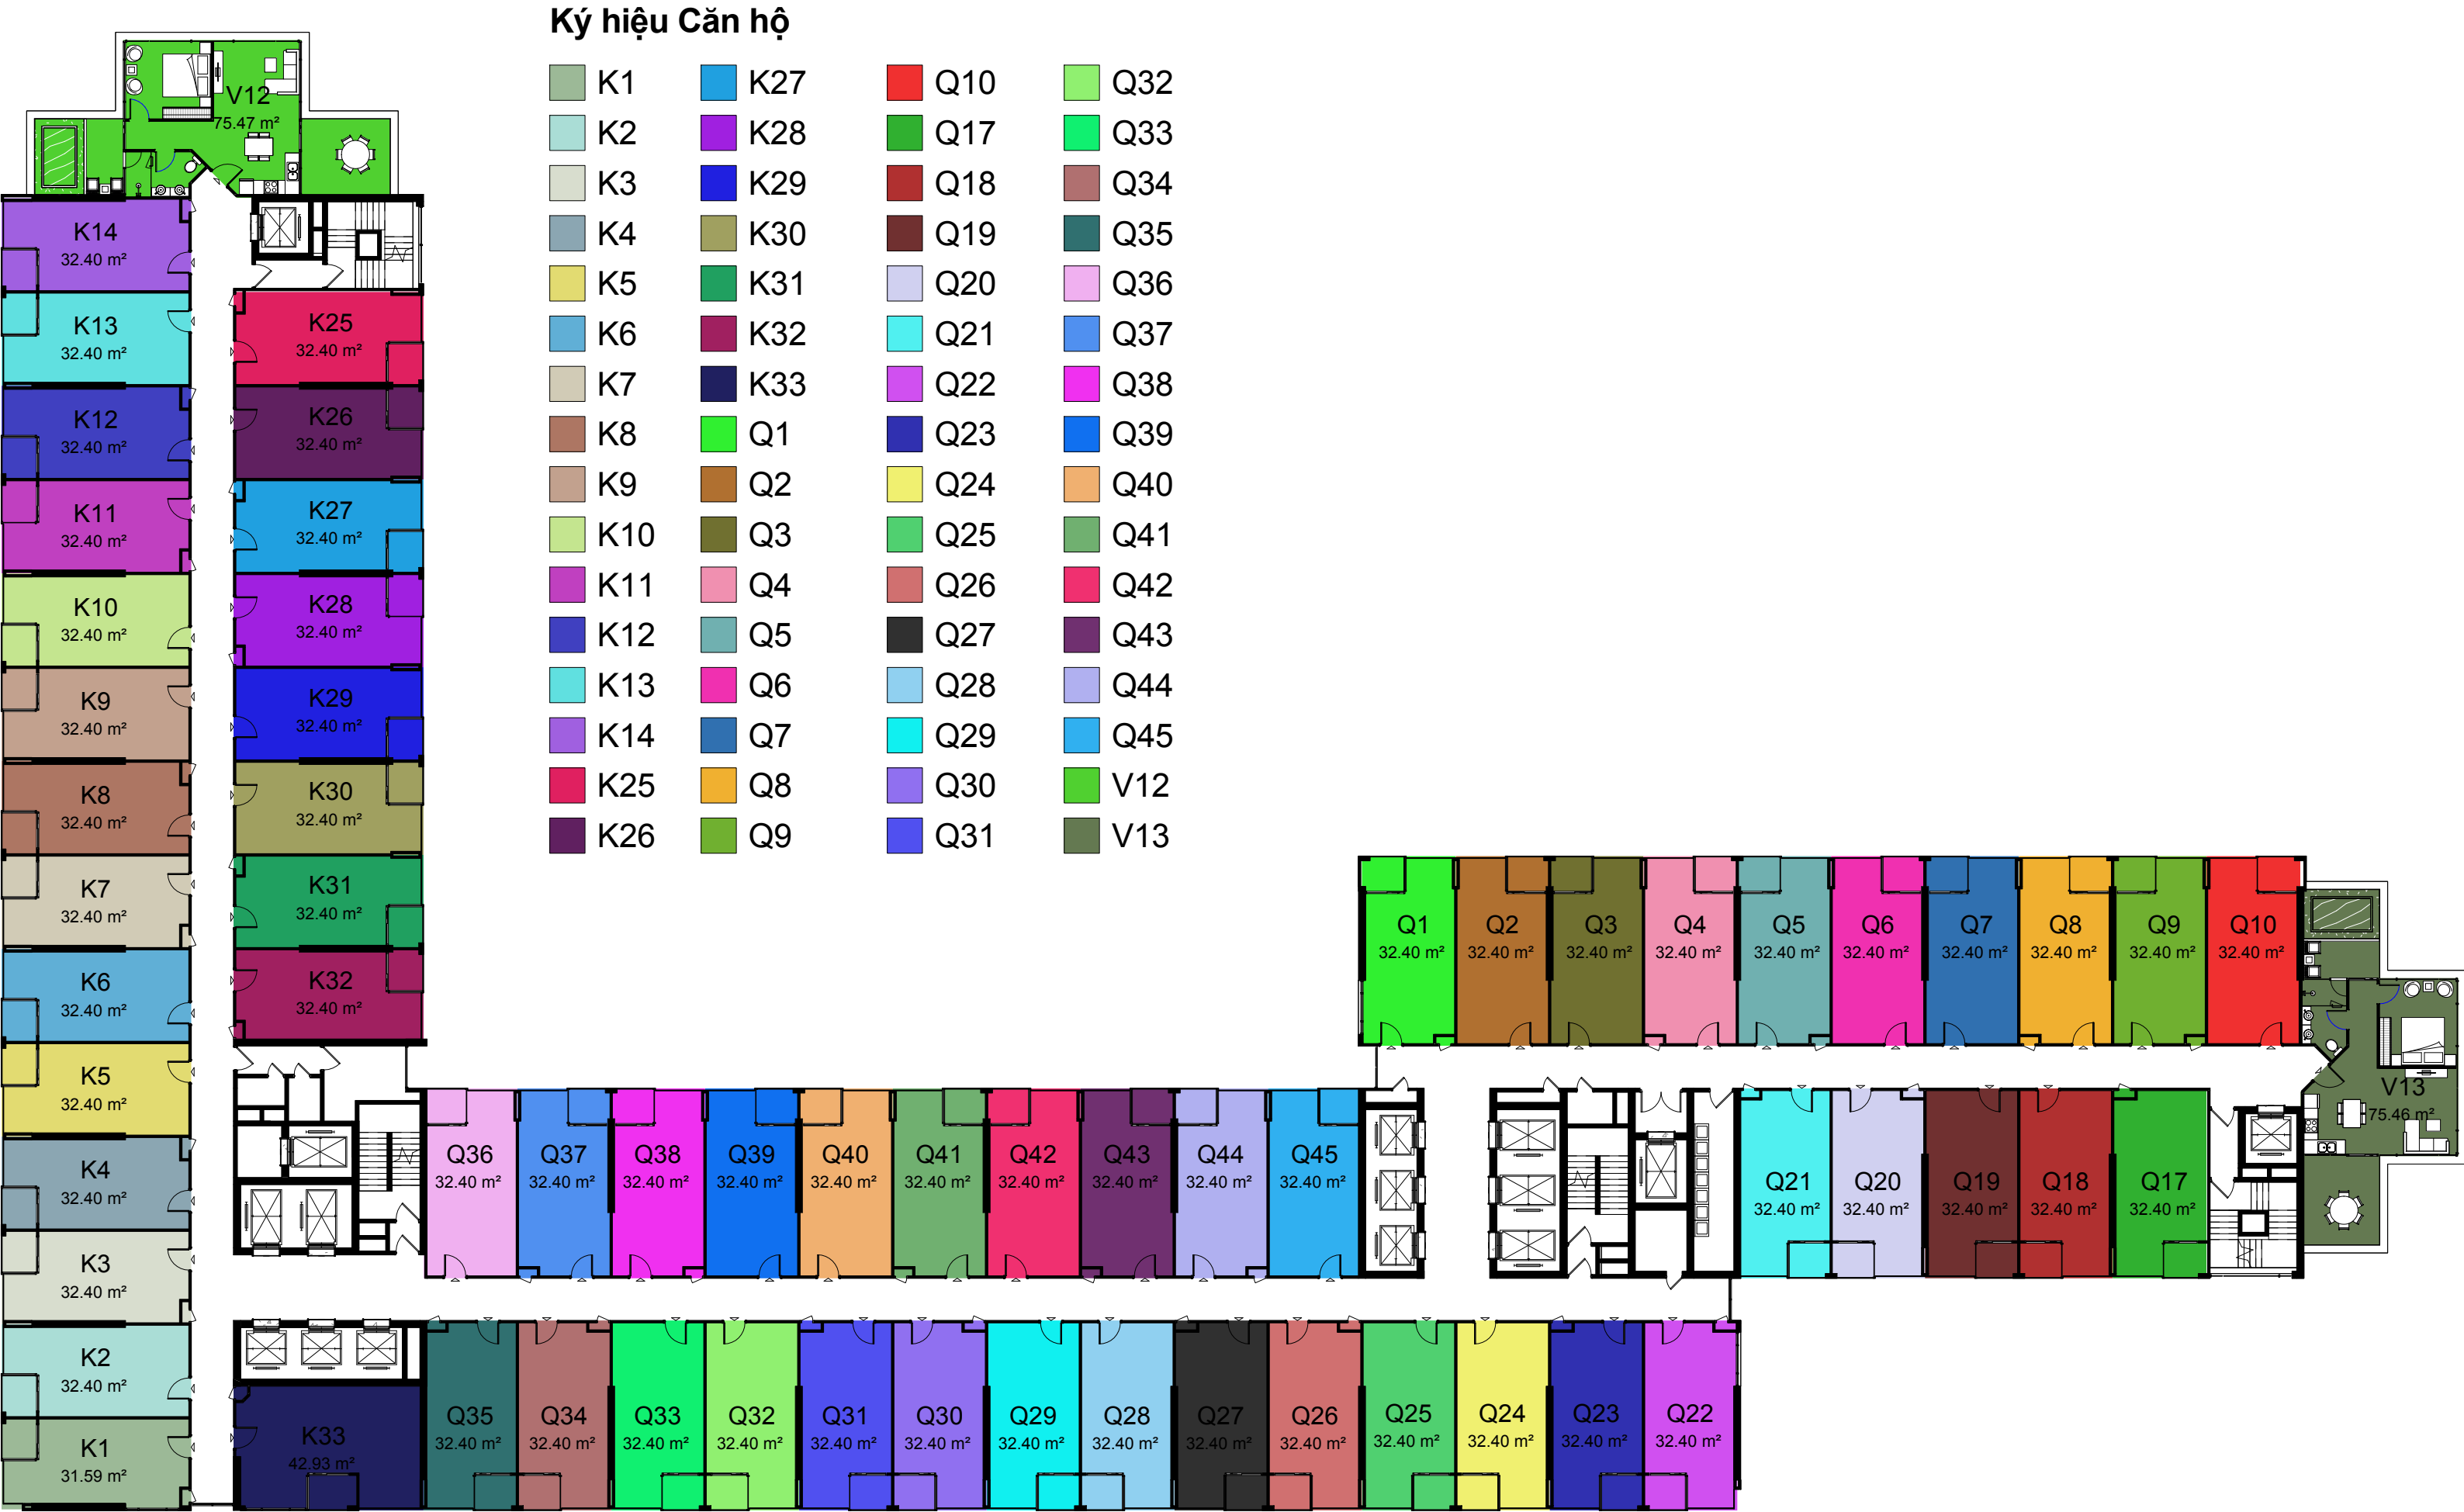 Ký hiệu Căn hộ
K1
K2
K3
K4
K5
K6
K7
K8
K9
K10
K11
K12
K13
K14
K25
K26
K27
K28
K29
K30
K31
K32
K33
Q1
Q2
Q3
Q4
Q5
Q6
Q7
Q8
Q9
Q10
Q17
Q18
Q19
Q20
Q21
Q22
Q23
Q24
Q25
Q26
Q27
Q28
Q29
Q30
Q31
Q32
Q33
Q34
Q35
Q36
Q37
Q38
Q39
Q40
Q41
Q42
Q43
Q44
Q45
V12
V13
V12
75.47 m²
K14
32.40 m²
K13
32.40 m²
K12
32.40 m²
K11
32.40 m²
K10
32.40 m²
K9
32.40 m²
K8
32.40 m²
K7
32.40 m²
K6
32.40 m²
K5
32.40 m²
K4
32.40 m²
K3
32.40 m²
K2
32.40 m²
K1
31.59 m²
K25
32.40 m²
K26
32.40 m²
K27
32.40 m²
K28
32.40 m²
K29
32.40 m²
K30
32.40 m²
K31
32.40 m²
K32
32.40 m²
K33
42.93 m²
Q36
32.40 m²
Q37
32.40 m²
Q38
32.40 m²
Q39
32.40 m²
Q40
32.40 m²
Q41
32.40 m²
Q42
32.40 m²
Q43
32.40 m²
Q44
32.40 m²
Q45
32.40 m²
Q35
32.40 m²
Q34
32.40 m²
Q33
32.40 m²
Q32
32.40 m²
Q31
32.40 m²
Q30
32.40 m²
Q29
32.40 m²
Q28
32.40 m²
Q27
32.40 m²
Q26
32.40 m²
Q25
32.40 m²
Q24
32.40 m²
Q23
32.40 m²
Q22
32.40 m²
Q1
32.40 m²
Q2
32.40 m²
Q3
32.40 m²
Q4
32.40 m²
Q5
32.40 m²
Q6
32.40 m²
Q7
32.40 m²
Q8
32.40 m²
Q9
32.40 m²
Q10
32.40 m²
Q21
32.40 m²
Q20
32.40 m²
Q19
32.40 m²
Q18
32.40 m²
Q17
32.40 m²
V13
75.46 m²